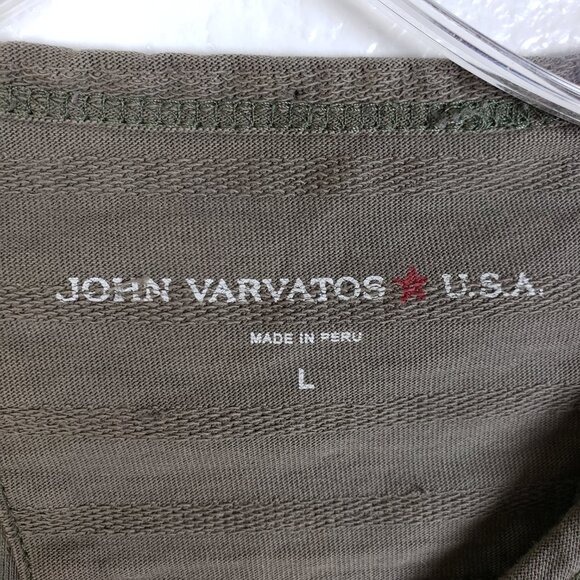 JOHN VARVATOS ★ U.S.A.
MADE IN PERU
L